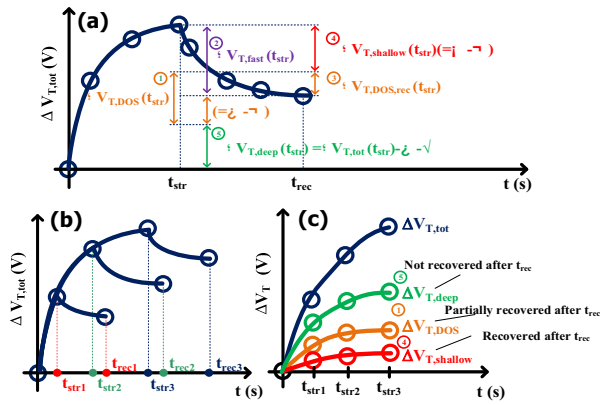 (a)
Δ V_T,tot (V)
② ⁝ V_T,fast (t_str)
④ ⁝ V_T,shallow (t_str)(=¡ -¬ )
① ⁝ V_T,DOS (t_str)
③ ⁝ V_T,DOS,rec (t_str)
(=¿ -¬ )
⑤ ⁝ V_T,deep (t_str) = ⁝ V_T,tot (t_str)-¿ -√
t_str
t_rec
t (s)
(b)
Δ V_T,tot (V)
t_str1
t_str2
t_rec1
t_str3
t_rec2
t_rec3
t (s)
(c)
ΔV_T (V)
ΔV_T,tot
Not recovered after t_rec
⑤
ΔV_T,deep
Partially recovered after t_rec
①
ΔV_T,DOS
Recovered after t_rec
④
ΔV_T,shallow
t_str1
t_str2
t_str3
t (s)